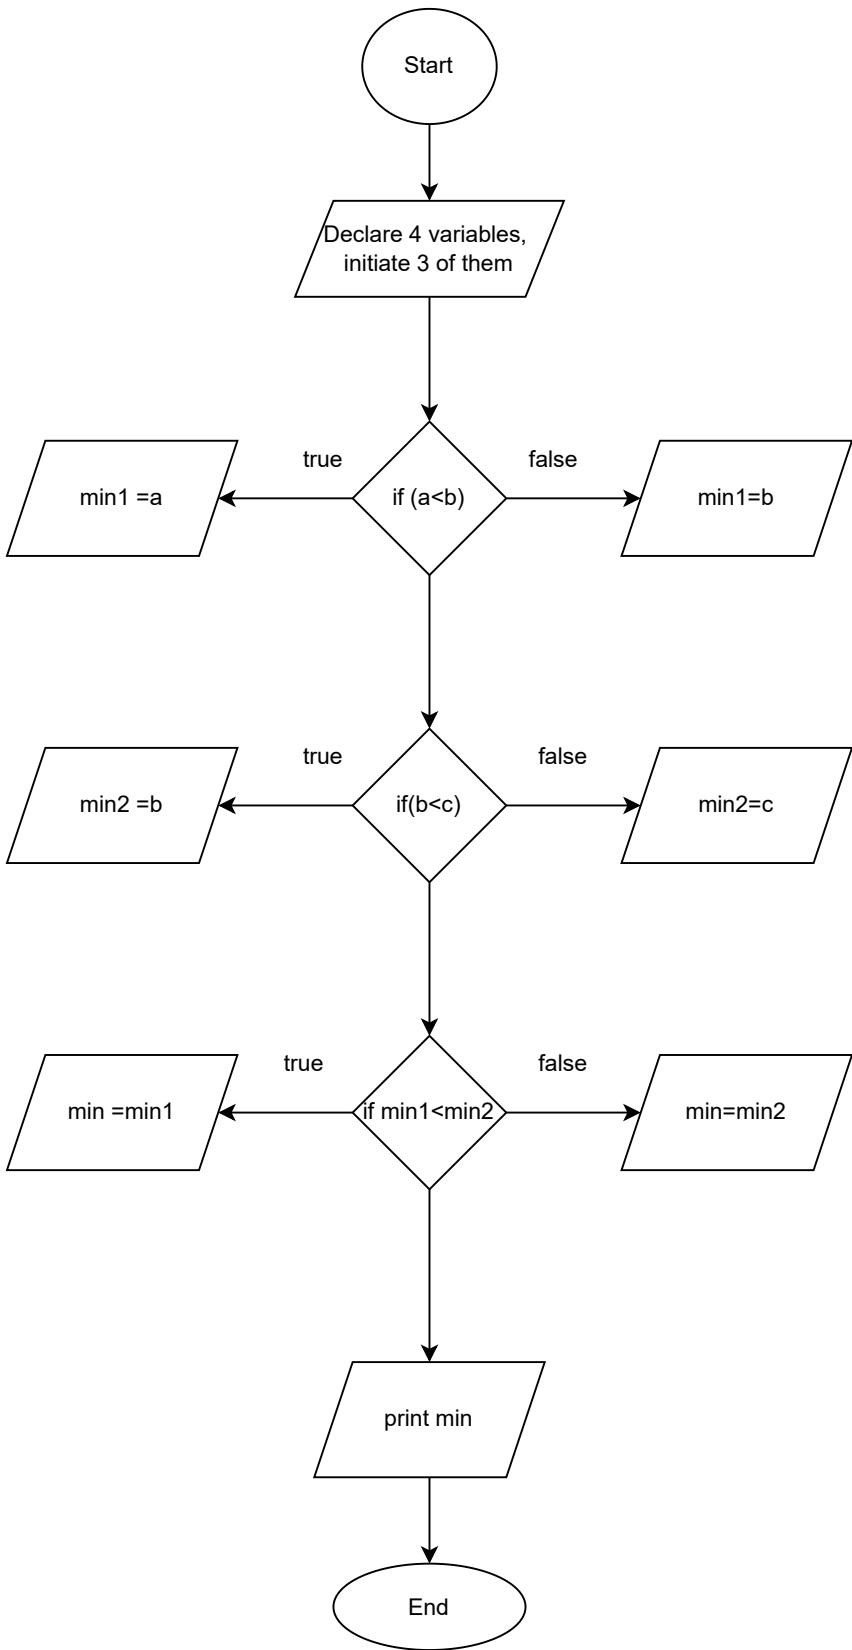 Start
Declare 4 variables,
initiate 3 of them
true
false
min1 =a
if (a<b)
min1=b
true
false
min2 =b
if(b<c)
min2=c
true
false
min =min1
if min1<min2
min=min2
print min
End